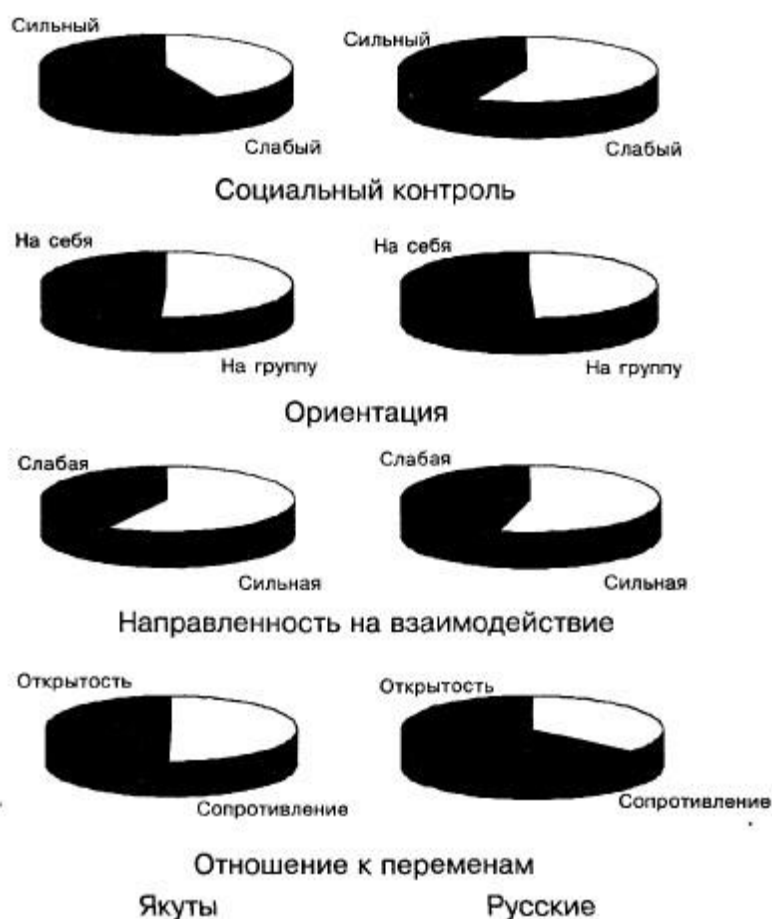 Сильный
Сильный
Слабый
Слабый
Социальный контроль
На себя
На себя
На группу
На группу
Ориентация
Слабая
Слабая
Сильная
Сильная
Направленность на взаимодействие
Открытость
Открытость
Сопротивление
Сопротивление
Отношение к переменам
Якуты
Русские